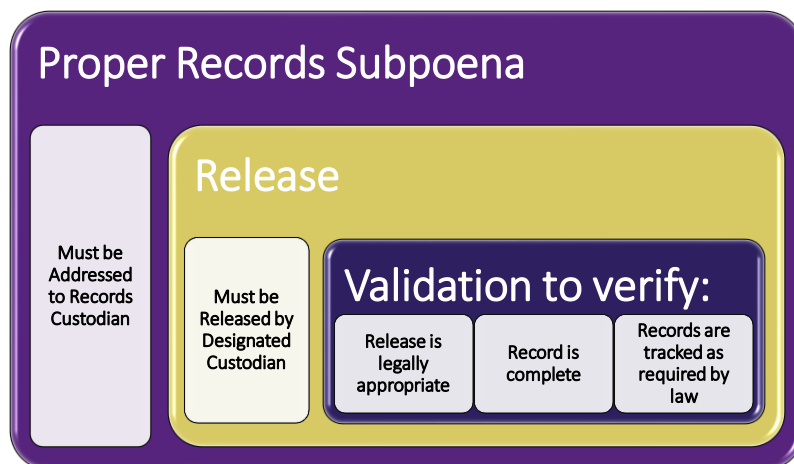 Proper Records Subpoena
Must be
Addressed
to Records
Custodian
Release
Must be
Released by
Designated
Custodian
Validation to verify:
Release is
legally
appropriate
Record is
complete
Records are
tracked as
required by
law